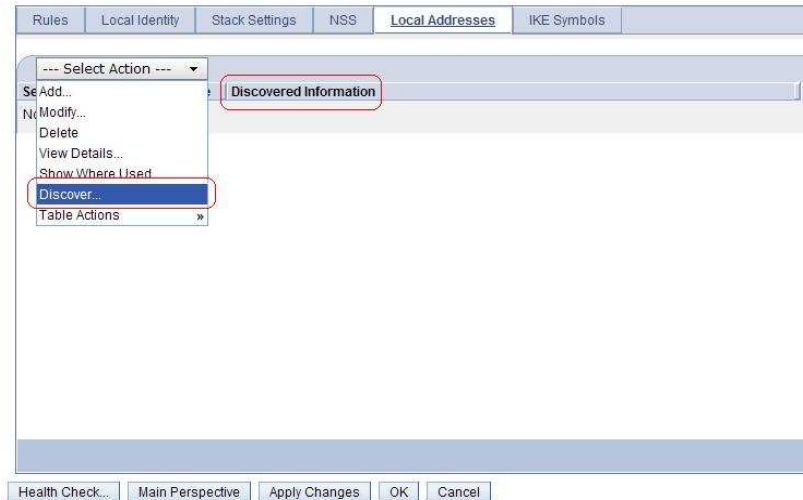 Rules Local Identity Stack Settings NSS Local Addresses IKE Symbols
--- Select Action ---
Discovered Information
Add...
Modify...
Delete
View Details...
Show Where Used
Discover...
Table Actions »
Health Check... Main Perspective Apply Changes OK Cancel